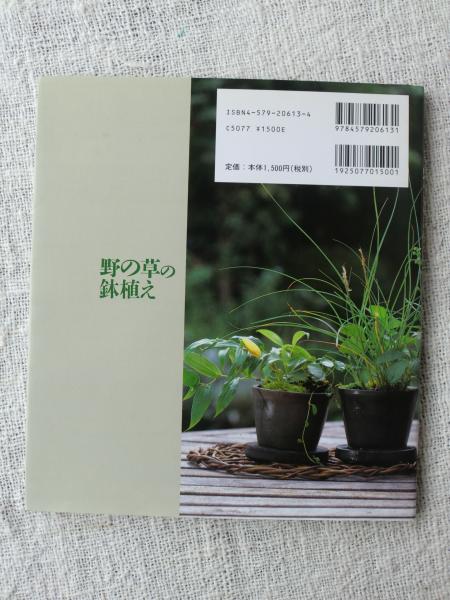 ISBN4-579-20613-4
C5077 ¥1500E
定価：本体1,500円(税別)
9784579206131
1925077015001
野の草の
鉢植え